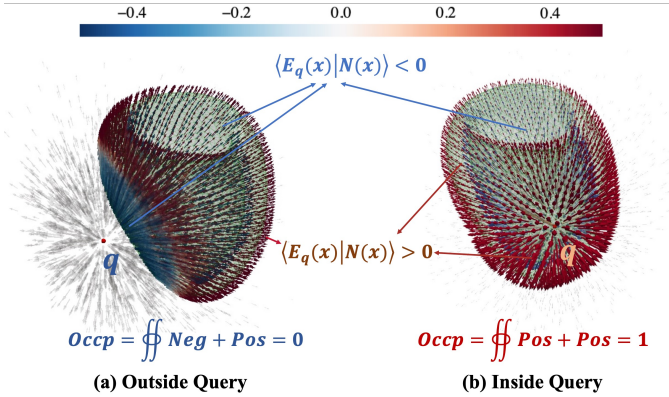 −0.4 −0.2 0.0 0.2 0.4
⟨E_q(x)|N(x)⟩ < 0
q
q
⟨E_q(x)|N(x)⟩ > 0
Occp = ∯ Neg + Pos = 0
Occp = ∯ Pos + Pos = 1
(a) Outside Query
(b) Inside Query